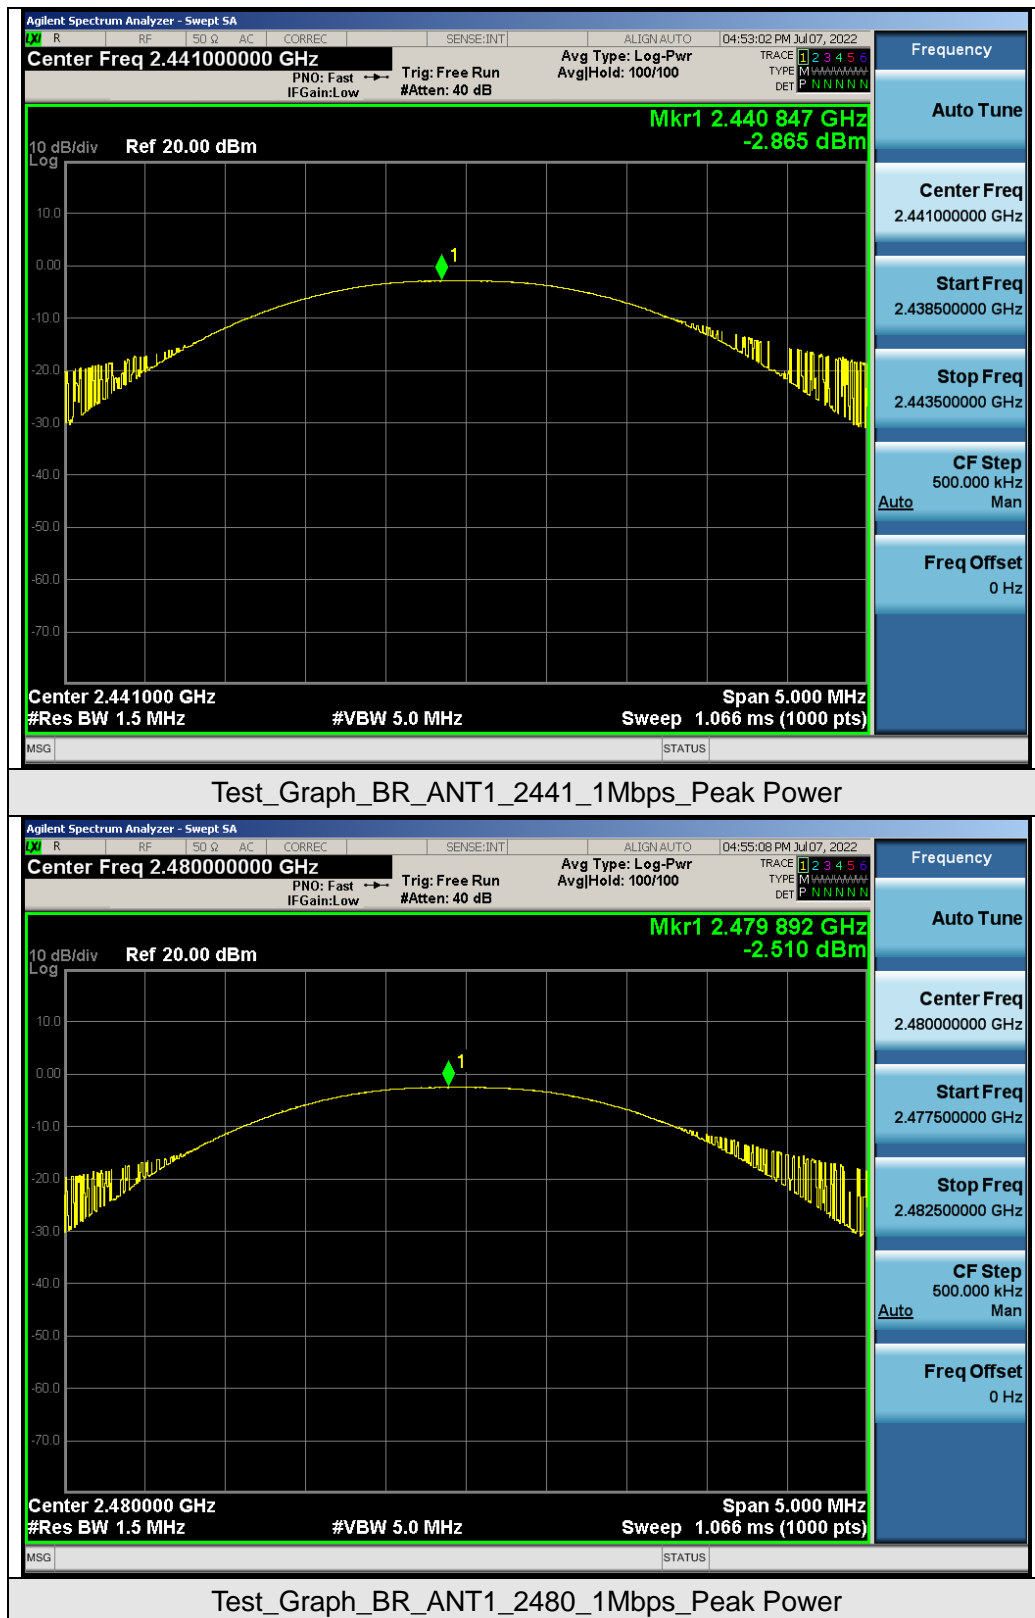 Agilent Spectrum Analyzer - Swept SA
LXI R RF 50 Ω AC CORREC SENSE:INT ALIGN AUTO 04:53:02 PM Jul 07, 2022
Center Freq 2.441000000 GHz
PNO: Fast
IFGain:Low
Trig: Free Run
#Atten: 40 dB
Avg Type: Log-Pwr
Avg|Hold: 100/100
TRACE 1 2 3 4 5 6
TYPE M WWWWW
DET P N N N N N
Mkr1 2.440 847 GHz
-2.865 dBm
10 dB/div Ref 20.00 dBm
Log
10.0
0.00
-10.0
-20.0
-30.0
-40.0
-50.0
-60.0
-70.0
1
Center 2.441000 GHz Span 5.000 MHz
#Res BW 1.5 MHz #VBW 5.0 MHz Sweep 1.066 ms (1000 pts)
MSG STATUS
Frequency
Auto Tune
Center Freq
2.441000000 GHz
Start Freq
2.438500000 GHz
Stop Freq
2.443500000 GHz
CF Step
500.000 kHz
Auto Man
Freq Offset
0 Hz
Test_Graph_BR_ANT1_2441_1Mbps_Peak Power
Agilent Spectrum Analyzer - Swept SA
LXI R RF 50 Ω AC CORREC SENSE:INT ALIGN AUTO 04:55:08 PM Jul 07, 2022
Center Freq 2.480000000 GHz
PNO: Fast
IFGain:Low
Trig: Free Run
#Atten: 40 dB
Avg Type: Log-Pwr
Avg|Hold: 100/100
TRACE 1 2 3 4 5 6
TYPE M WWWWW
DET P N N N N N
Mkr1 2.479 892 GHz
-2.510 dBm
10 dB/div Ref 20.00 dBm
Log
10.0
0.00
-10.0
-20.0
-30.0
-40.0
-50.0
-60.0
-70.0
1
Center 2.480000 GHz Span 5.000 MHz
#Res BW 1.5 MHz #VBW 5.0 MHz Sweep 1.066 ms (1000 pts)
MSG STATUS
Frequency
Auto Tune
Center Freq
2.480000000 GHz
Start Freq
2.477500000 GHz
Stop Freq
2.482500000 GHz
CF Step
500.000 kHz
Auto Man
Freq Offset
0 Hz
Test_Graph_BR_ANT1_2480_1Mbps_Peak Power